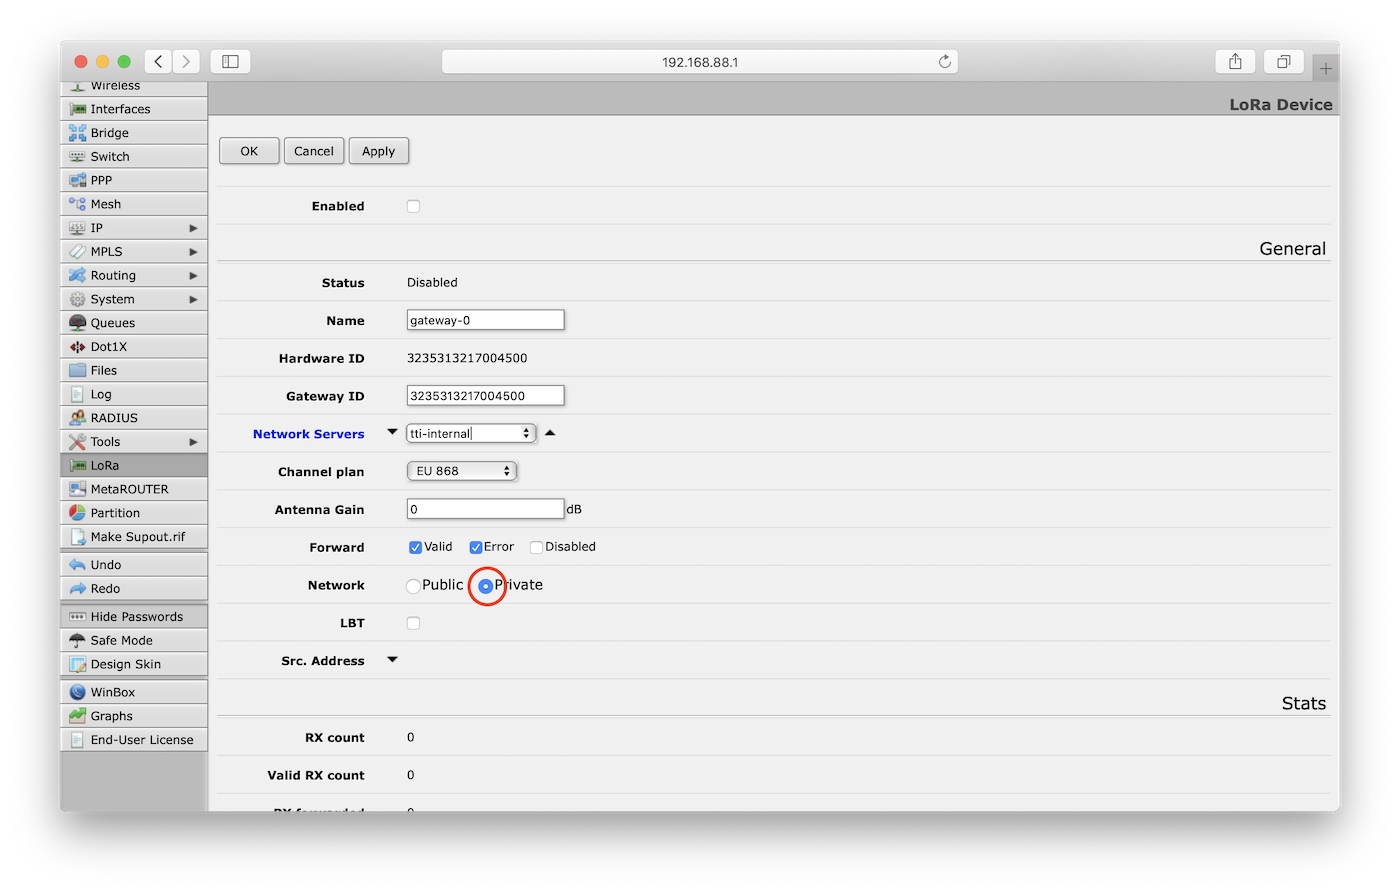 192.168.88.1
Wireless
Interfaces
Bridge
Switch
PPP
Mesh
IP
MPLS
Routing
System
Queues
Dot1X
Files
Log
RADIUS
Tools
LoRa
MetaROUTER
Partition
Make Supout.rif
Undo
Redo
Hide Passwords
Safe Mode
Design Skin
WinBox
Graphs
End-User License
LoRa Device
OK Cancel Apply
Enabled
General
Status Disabled
Name gateway-0
Hardware ID 3235313217004500
Gateway ID 3235313217004500
Network Servers tti-internal
Channel plan EU 868
Antenna Gain 0 dB
Forward Valid Error Disabled
Network Public Private
LBT
Src. Address
Stats
RX count 0
Valid RX count 0
RX forwarded 0